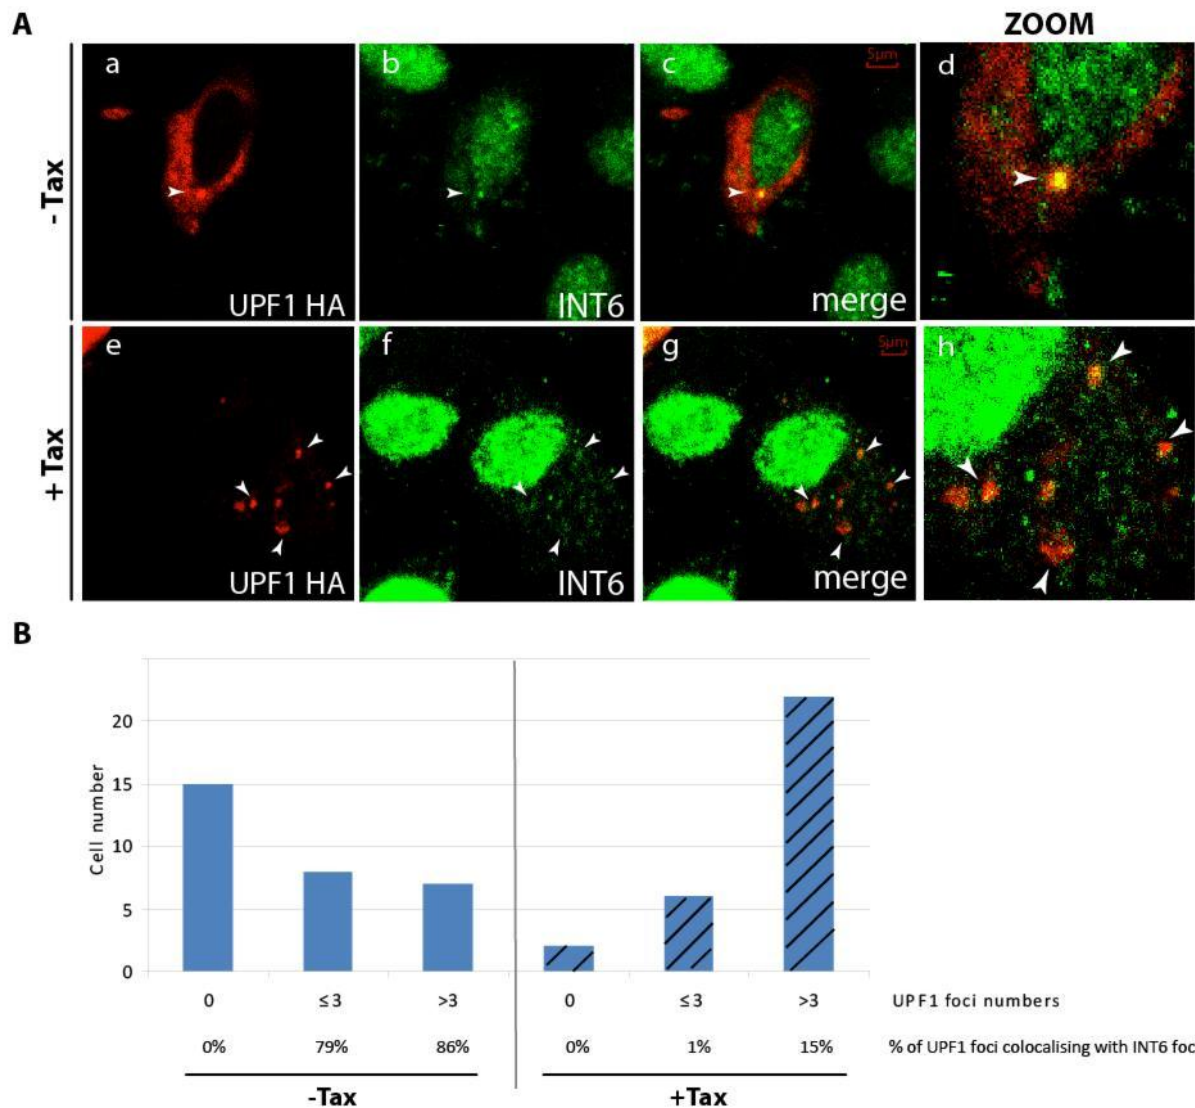 A
ZOOM
- Tax
a
b
c
5µm
d
UPF1 HA
INT6
merge
+ Tax
e
f
g
5µm
h
UPF1 HA
INT6
merge
B
Cell number
20
15
10
5
0
0 ≤3 >3 0 ≤3 >3 UPF1 foci numbers
0% 79% 86% 0% 1% 15% % of UPF1 foci colocalising with INT6 foc
-Tax +Tax